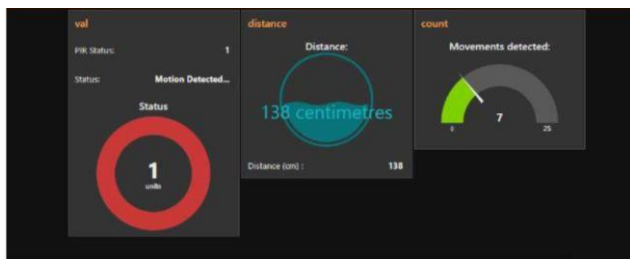 val
PIR Status: 1
Status: Motion Detected...
Status
1
units
distance
Distance:
138 centimetres
Distance (cm) : 138
count
Movements detected:
7
0 25